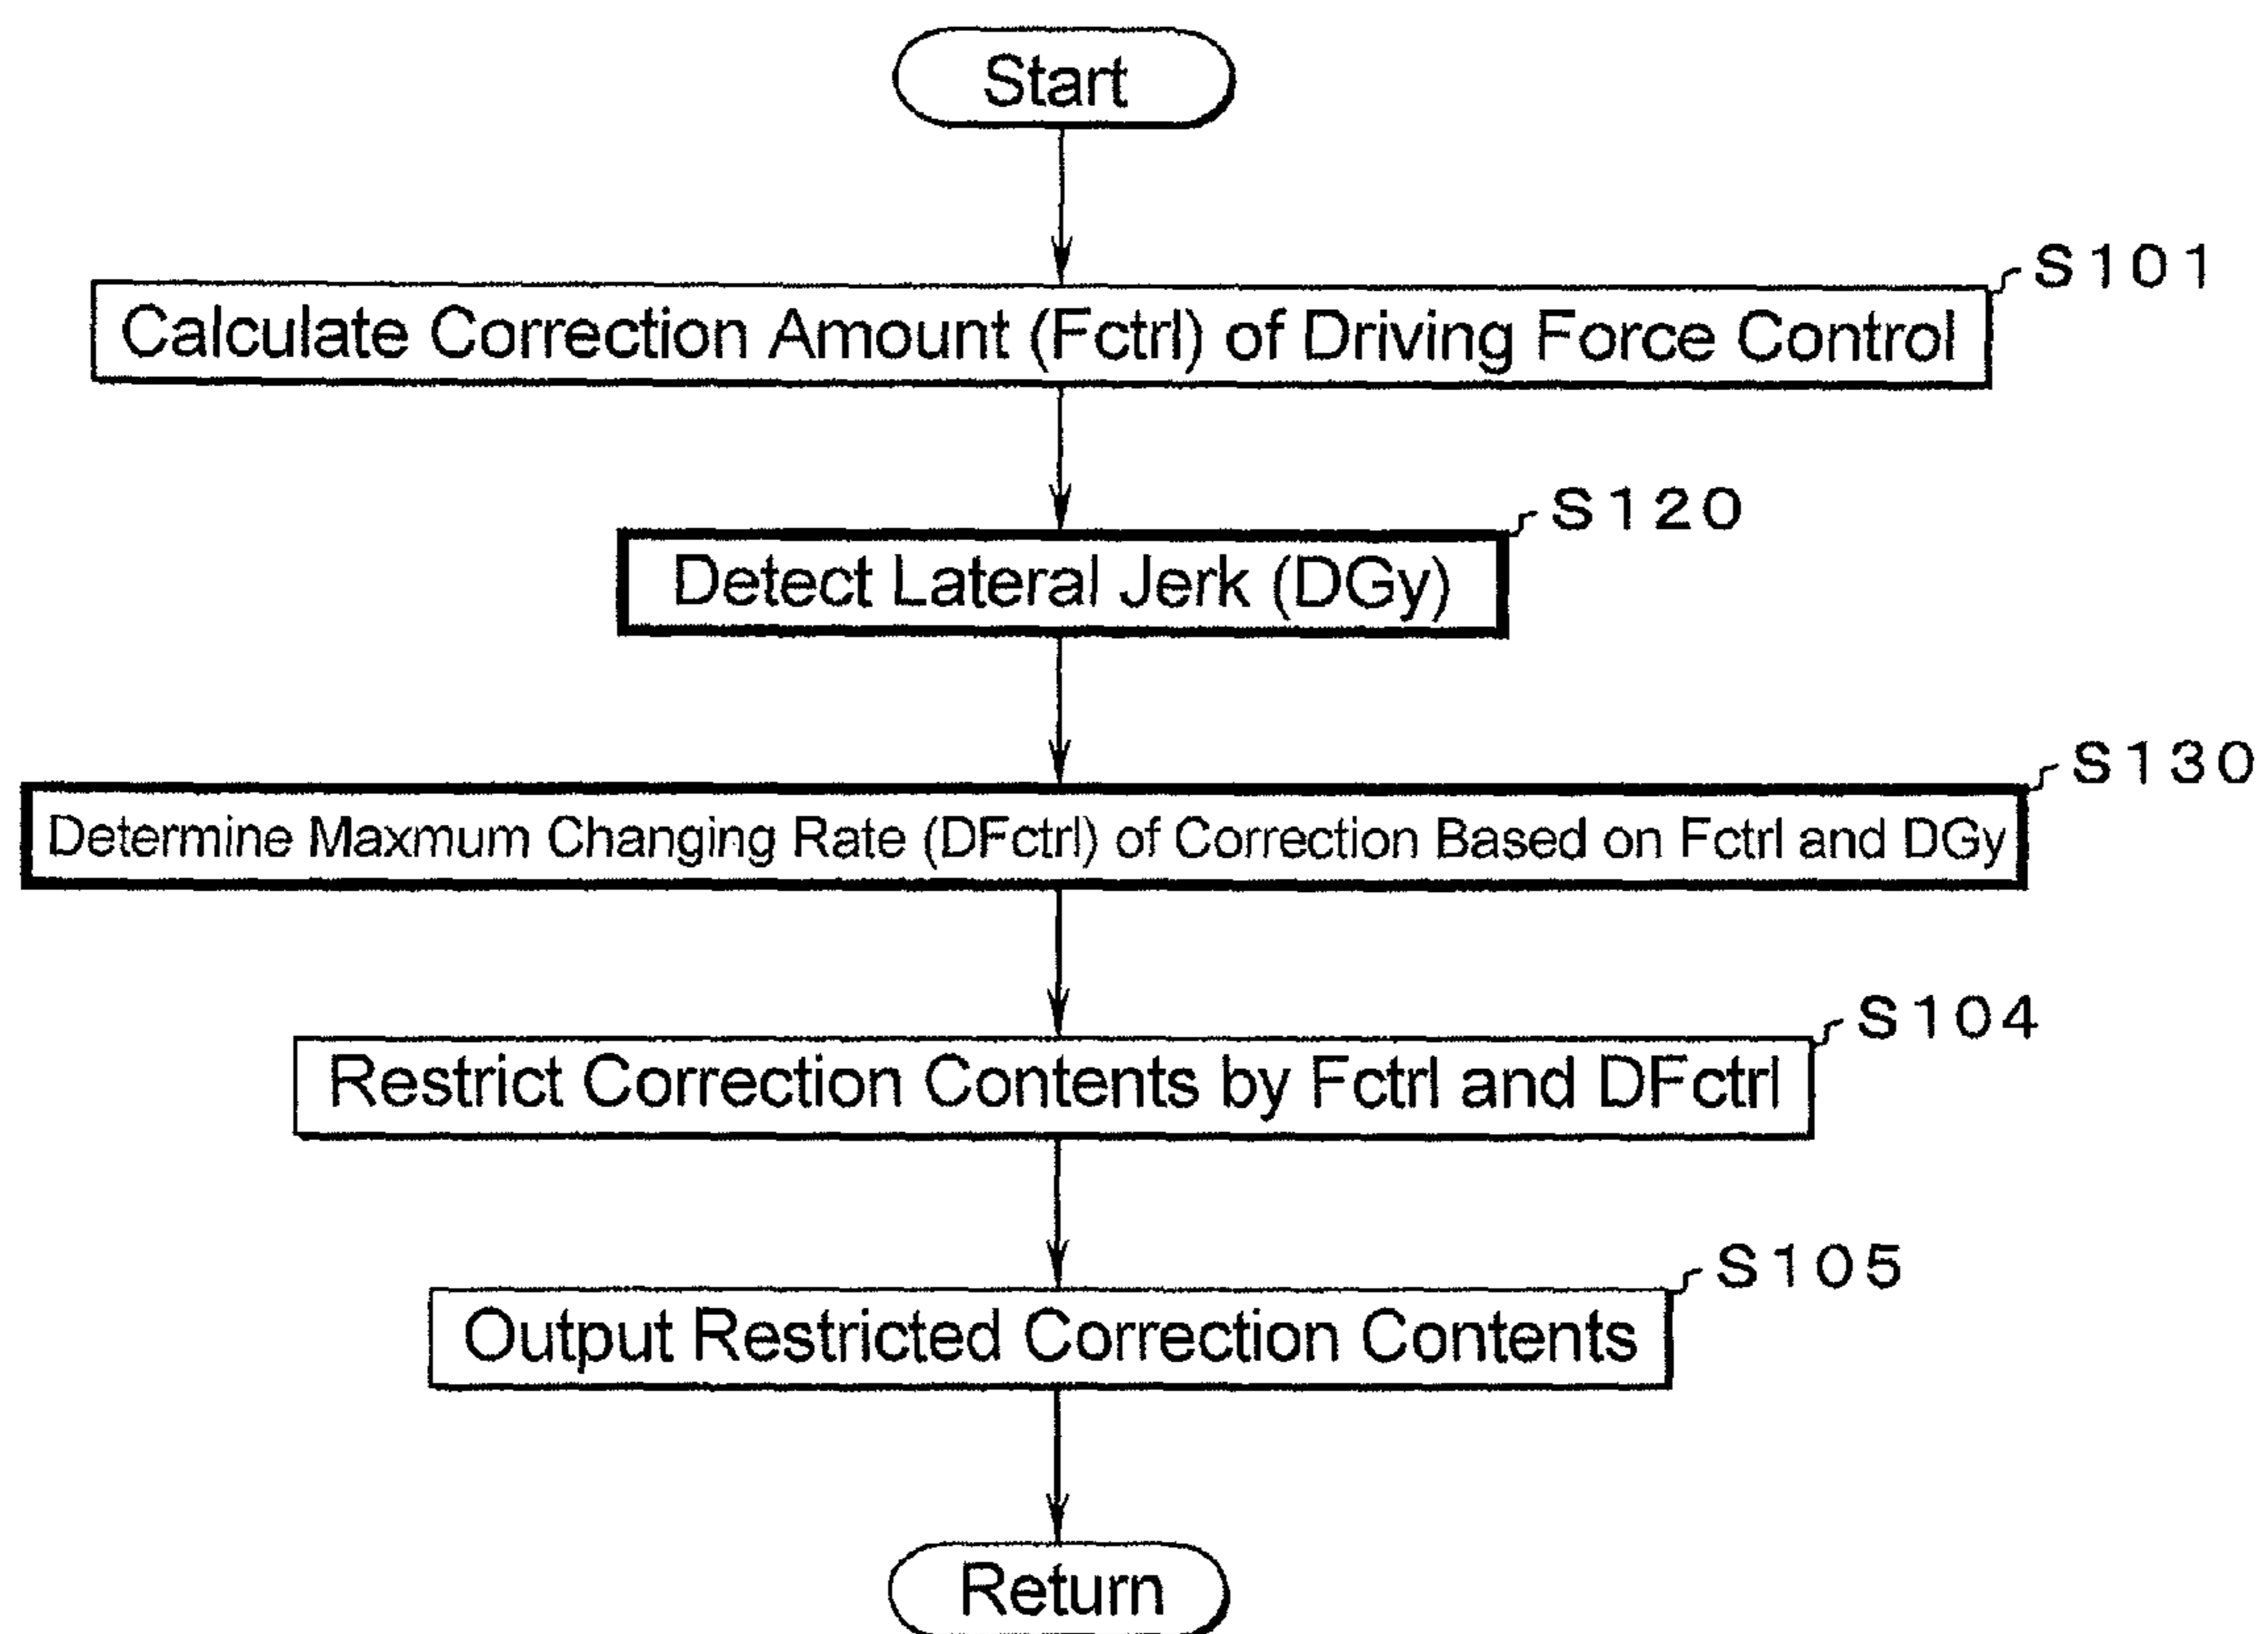 Start
S101
Calculate Correction Amount (Fctrl) of Driving Force Control
S120
Detect Lateral Jerk (DGy)
S130
Determine Maxmum Changing Rate (DFctrl) of Correction Based on Fctrl and DGy
S104
Restrict Correction Contents by Fctrl and DFctrl
S105
Output Restricted Correction Contents
Return